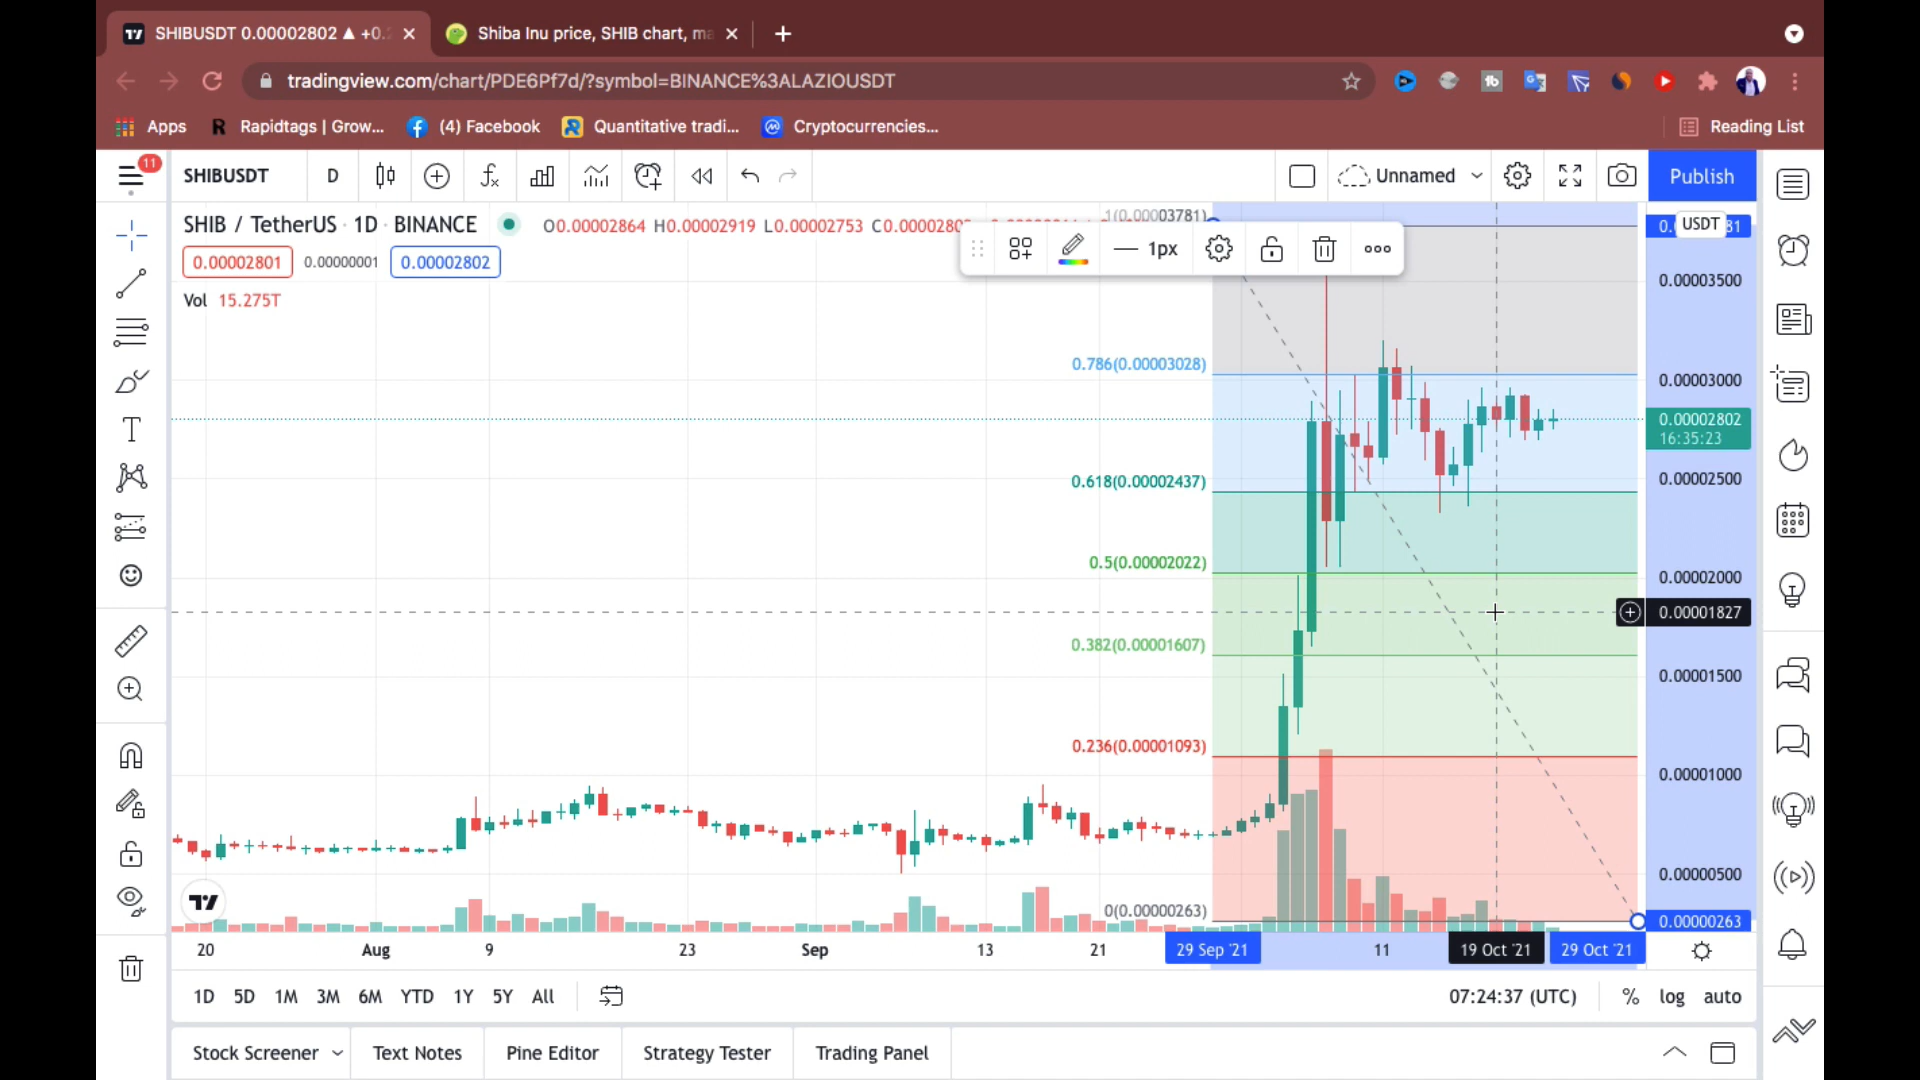 SHIBUSDT 0.00002802 ▲ +0.
Shiba Inu price, SHIB chart, ma
tradingview.com/chart/PDE6Pf7d/?symbol=BINANCE%3ALAZIOUSDT
Apps
R Rapidtags | Grow...
(4) Facebook
Quantitative tradi...
Cryptocurrencies...
Reading List
11
SHIBUSDT
D
Unnamed
Publish
SHIB / TetherUS · 1D · BINANCE
O0.00002864 H0.00002919 L0.00002753 C0.0000280
1(0.00003781)
USDT
1px
0.00002801
0.00000001
0.00002802
Vol 15.275T
0.00003500
0.786(0.00003028)
0.00003000
0.00002802
16:35:23
0.618(0.00002437)
0.00002500
0.5(0.00002022)
0.00002000
0.00001827
0.382(0.00001607)
0.00001500
0.236(0.00001093)
0.00001000
0.00000500
0(0.00000263)
0.00000263
20
Aug
9
23
Sep
13
21
29 Sep '21
11
19 Oct '21
29 Oct '21
1D 5D 1M 3M 6M YTD 1Y 5Y All
07:24:37 (UTC)
% log auto
Stock Screener
Text Notes
Pine Editor
Strategy Tester
Trading Panel